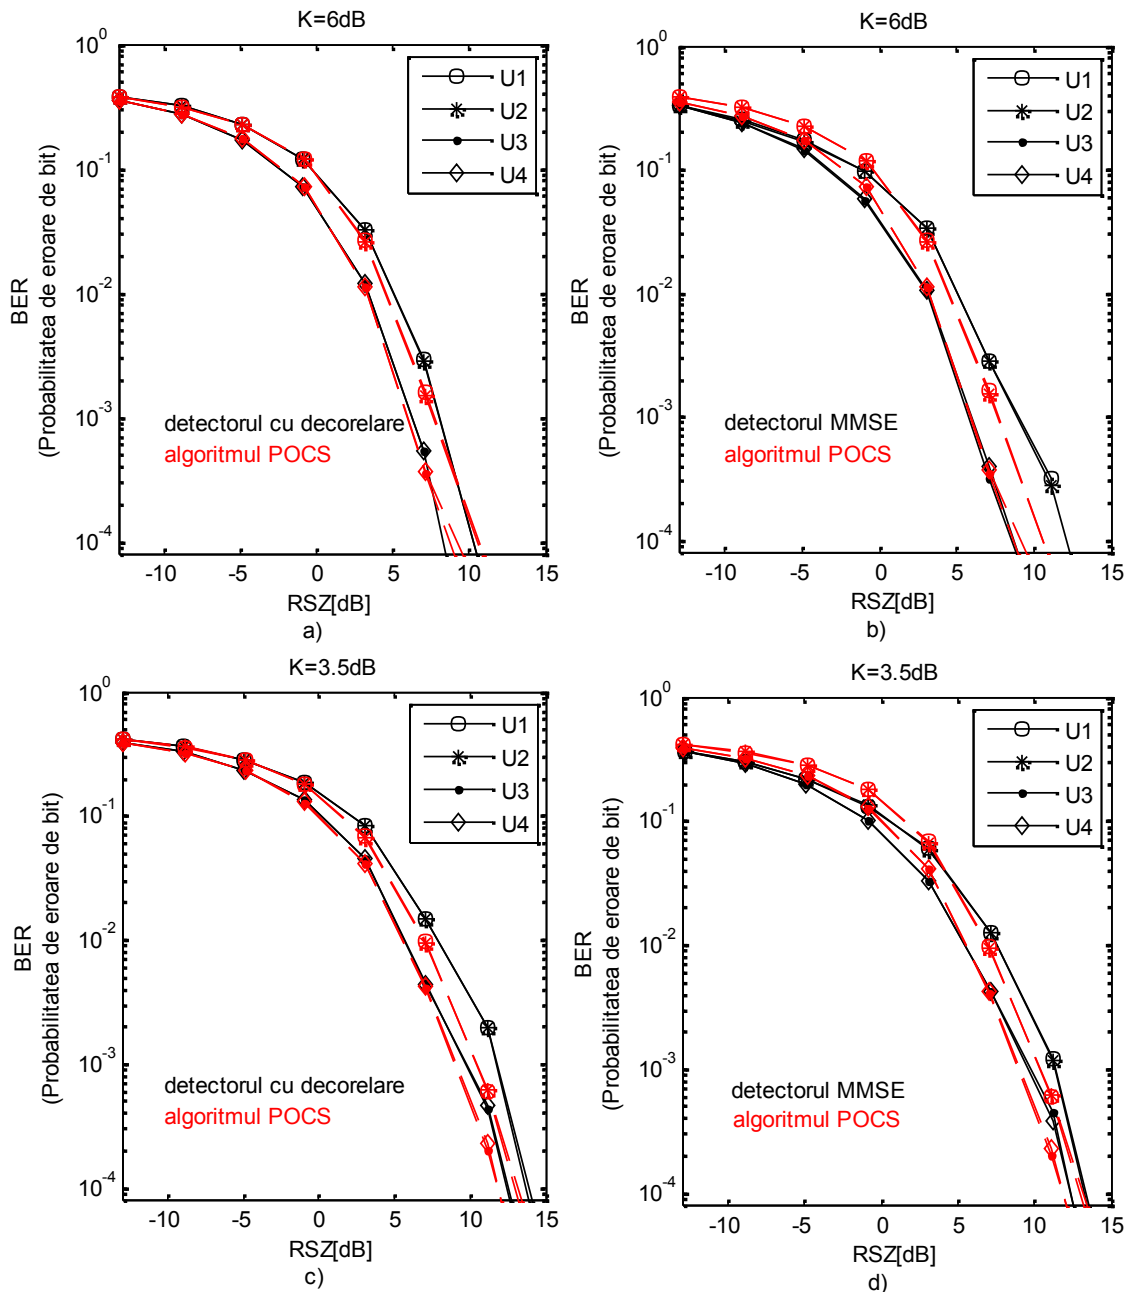 K=6dB
10^0
10^-1
10^-2
10^-3
10^-4
BER
(Probabilitatea de eroare de bit)
U1
U2
U3
U4
detectorul cu decorelare
algoritmul POCS
-10 -5 0 5 10 15
RSZ[dB]
a)
K=6dB
10^0
10^-1
10^-2
10^-3
10^-4
BER
(Probabilitatea de eroare de bit)
U1
U2
U3
U4
detectorul MMSE
algoritmul POCS
-10 -5 0 5 10 15
RSZ[dB]
b)
K=3.5dB
10^0
10^-1
10^-2
10^-3
10^-4
BER
(Probabilitatea de eroare de bit)
U1
U2
U3
U4
detectorul cu decorelare
algoritmul POCS
-10 -5 0 5 10 15
RSZ[dB]
c)
K=3.5dB
10^0
10^-1
10^-2
10^-3
10^-4
BER
(Probabilitatea de eroare de bit)
U1
U2
U3
U4
detectorul MMSE
algoritmul POCS
-10 -5 0 5 10 15
RSZ[dB]
d)